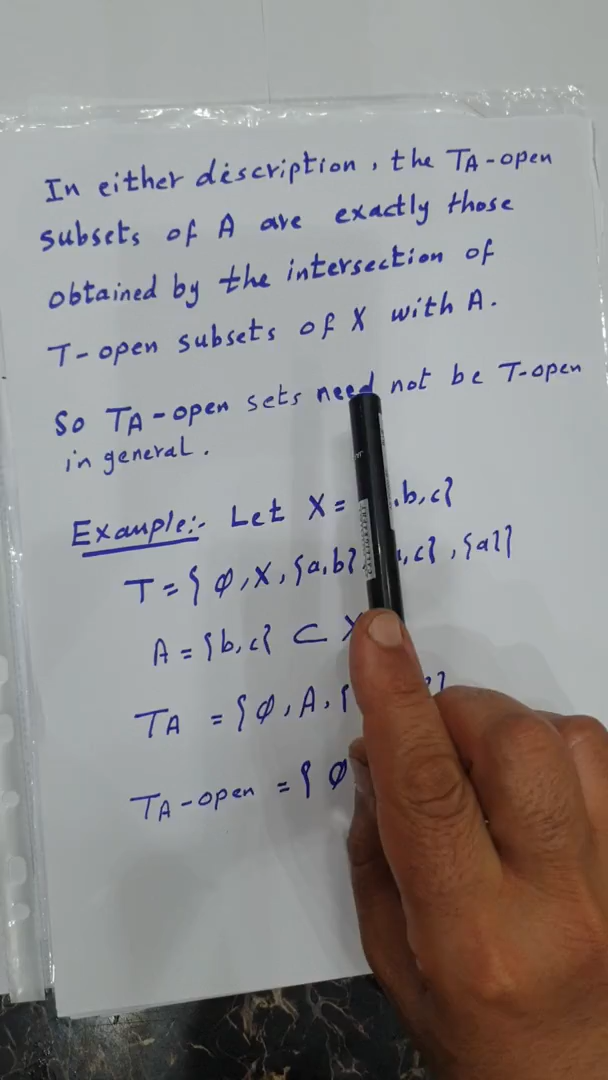 In either discription, the TA-open
subsets of A are exactly those
obtained by the intersection of
T-open subsets of X with A.
So TA-open sets need not be T-open
in general.
Example:- Let X= .b,c}
T={ Ø,X,{a,b} ,c},{a}}
A={b,c} ⊂ X
TA ={Ø,A,{ }
TA-open ={Ø